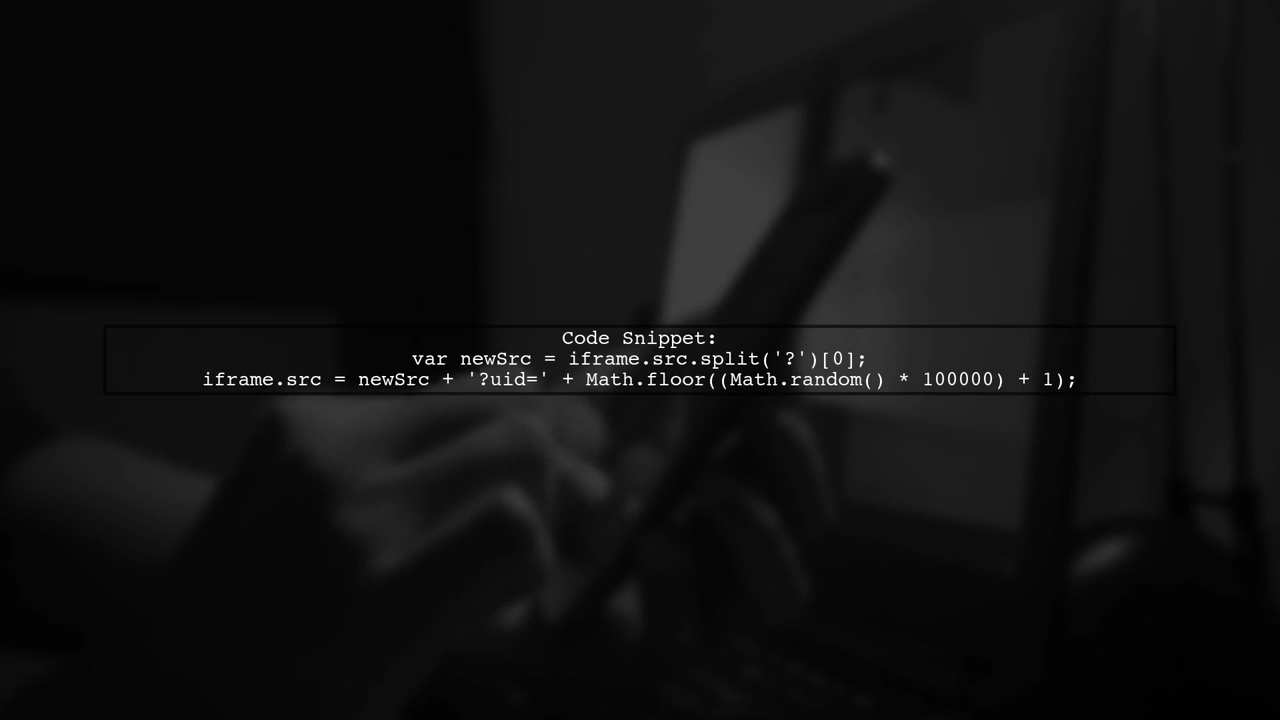 Code Snippet:
var newSrc = iframe.src.split('?')[0];
iframe.src = newSrc + '?uid=' + Math.floor((Math.random() * 100000) + 1);